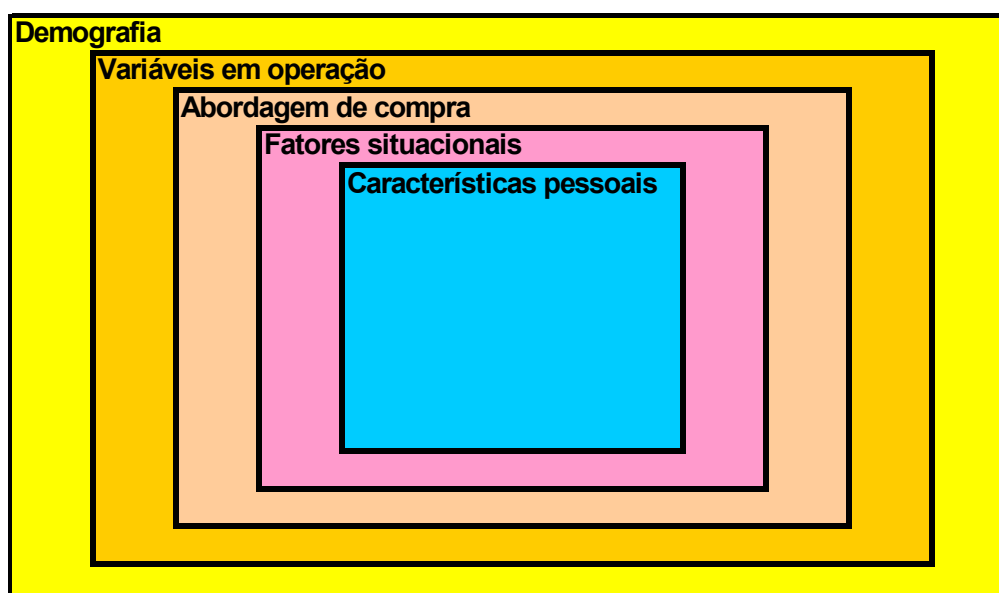 Demografia
Variáveis em operação
Abordagem de compra
Fatores situacionais
Características pessoais